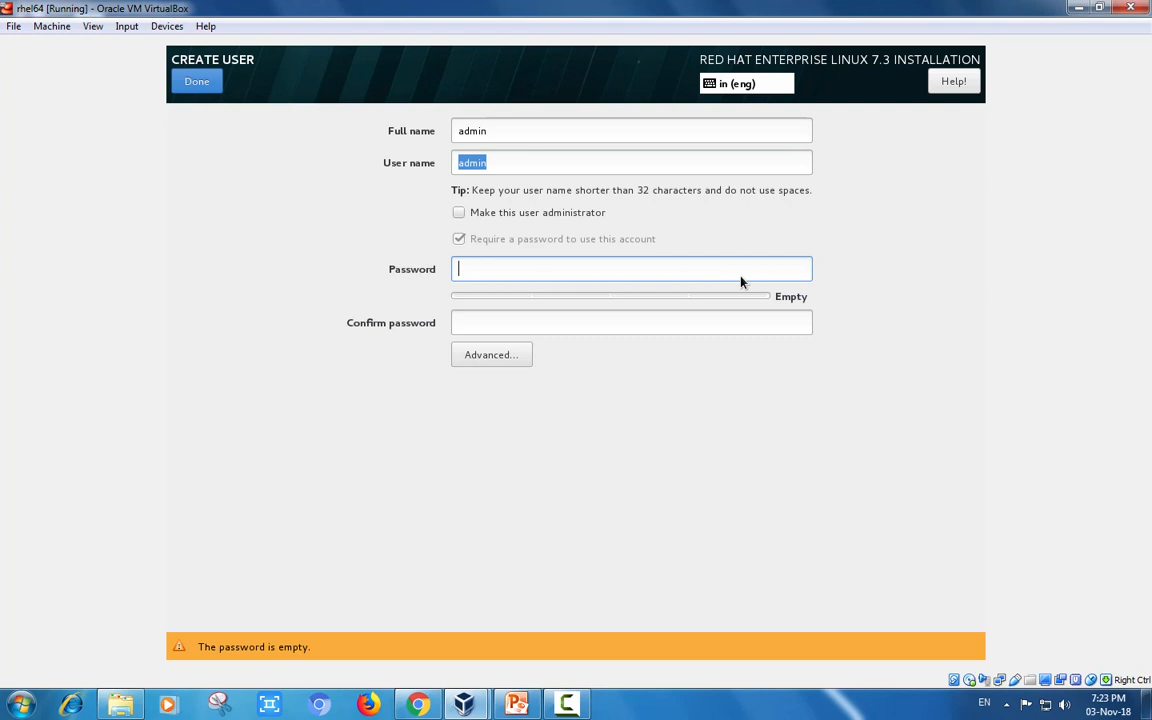 rhel64 [Running] - Oracle VM VirtualBox
File Machine View Input Devices Help
CREATE USER
RED HAT ENTERPRISE LINUX 7.3 INSTALLATION
Done
in (eng)
Help!
Full name
admin
User name
admin
Tip: Keep your user name shorter than 32 characters and do not use spaces.
Make this user administrator
Require a password to use this account
Password
Empty
Confirm password
Advanced...
The password is empty.
Right Ctrl
EN
7:23 PM
03-Nov-18